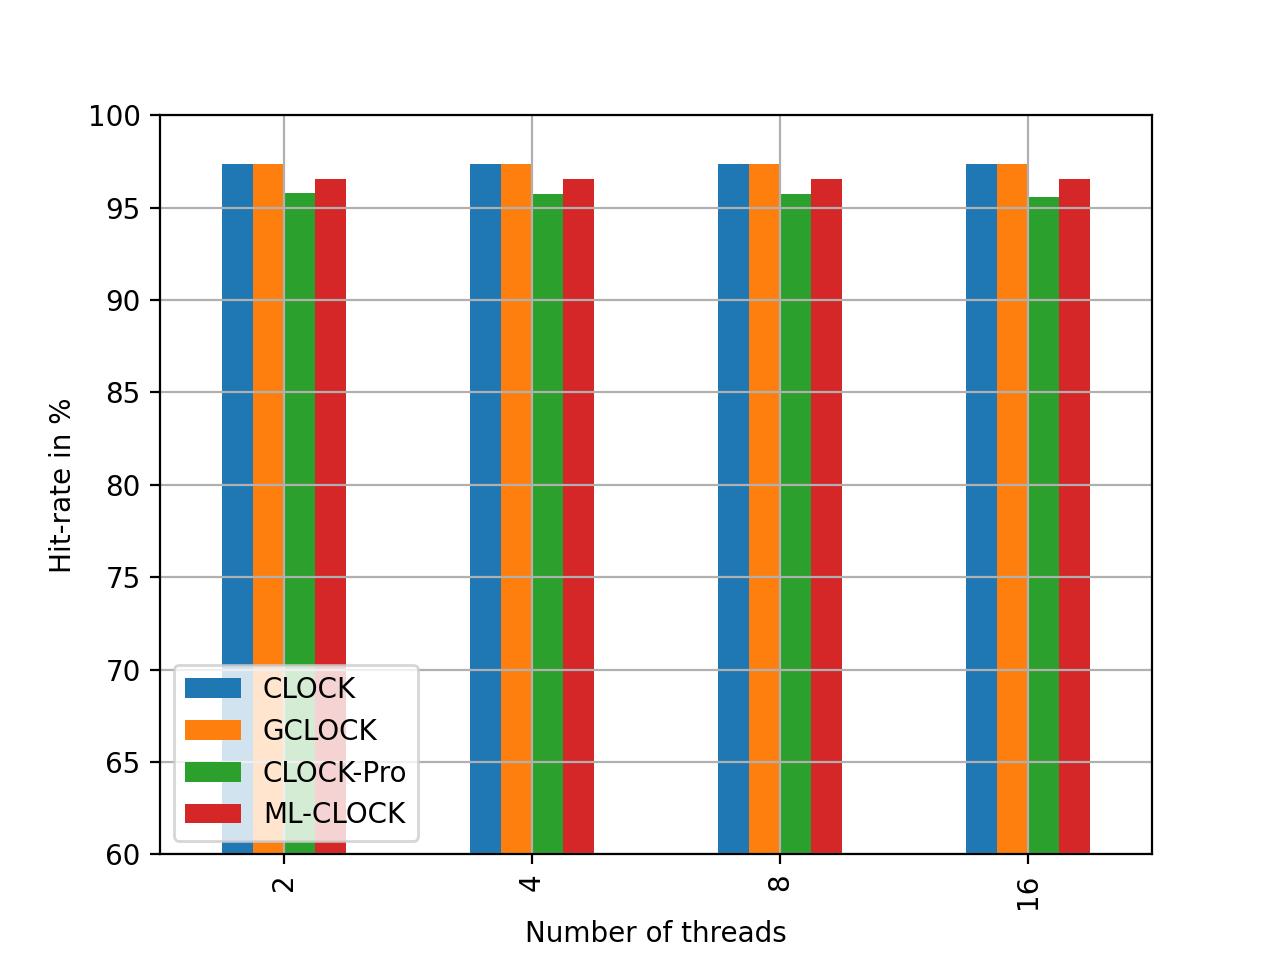 100
95
90
85
80
75
70
65
60
Hit-rate in %
CLOCK
GCLOCK
CLOCK-Pro
ML-CLOCK
2
4
8
16
Number of threads